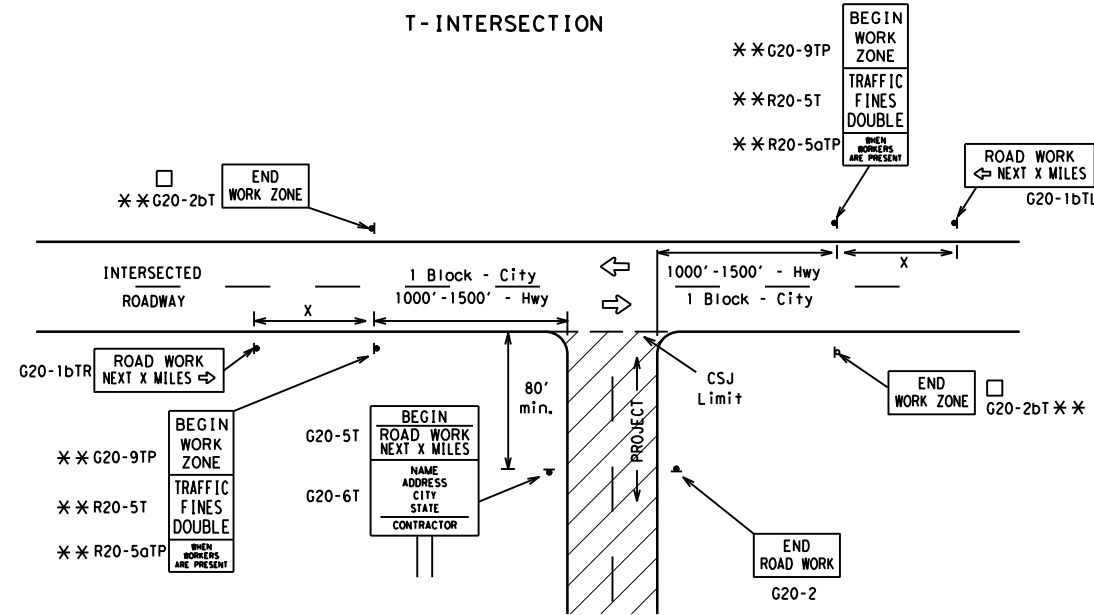 T-INTERSECTION
BEGIN
WORK
ZONE
TRAFFIC
FINES
DOUBLE
WHEN
WORKERS
ARE PRESENT
**G20-9TP
**R20-5T
**R20-5aTP
ROAD WORK
⇦ NEXT X MILES
G20-1bTL
□
**G20-2bT
END
WORK ZONE
INTERSECTED
ROADWAY
1 Block - City
1000'-1500' - Hwy
X
1000'-1500' - Hwy
1 Block - City
X
G20-1bTR
ROAD WORK
NEXT X MILES ⇨
80'
min.
CSJ
Limit
PROJECT
END
WORK ZONE
□
G20-2bT **
**G20-9TP
**R20-5T
**R20-5aTP
BEGIN
WORK
ZONE
TRAFFIC
FINES
DOUBLE
WHEN
WORKERS
ARE PRESENT
G20-5T
G20-6T
BEGIN
ROAD WORK
NEXT X MILES
NAME
ADDRESS
CITY
STATE
CONTRACTOR
END
ROAD WORK
G20-2